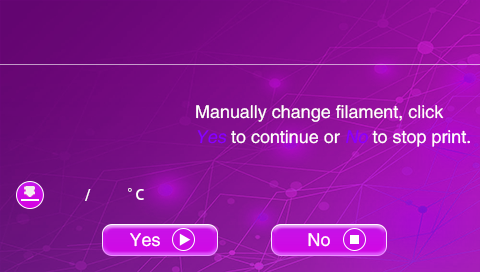 Manually change filament, click
Yes to continue or No to stop print.
/ °C
Yes
No